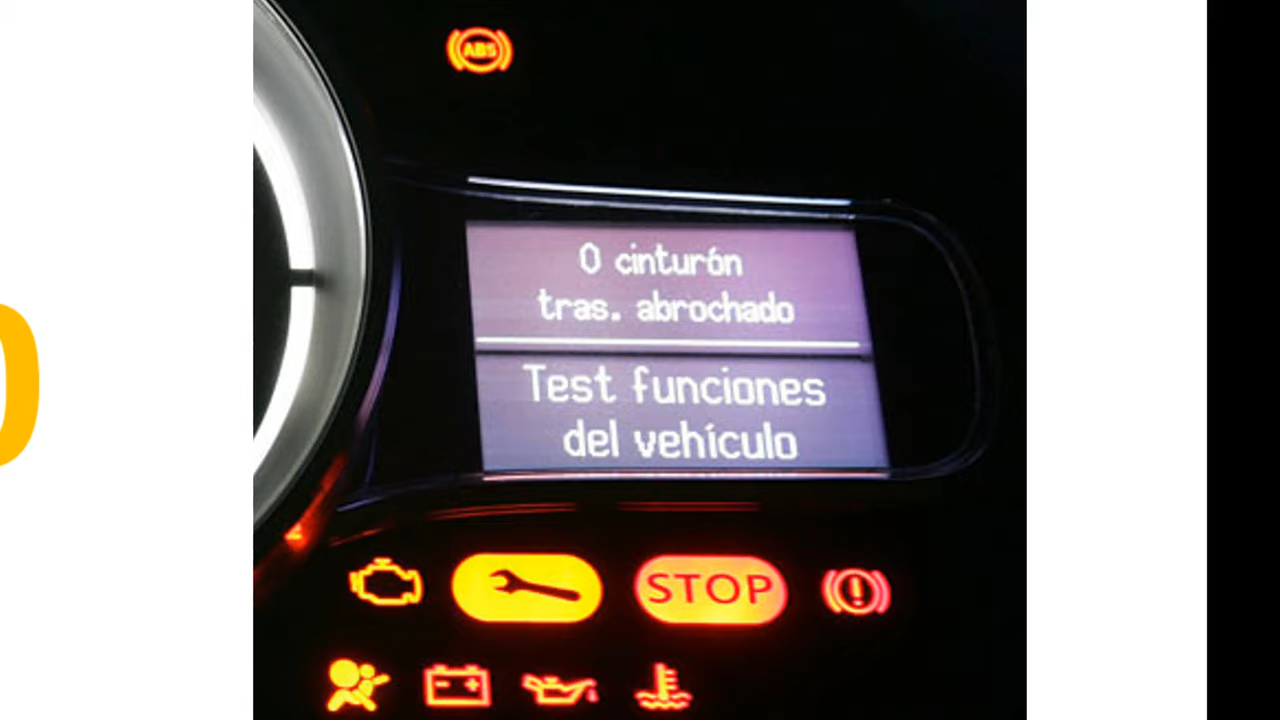 ABS
0 cinturón
tras. abrochado
Test funciones
del vehículo
STOP